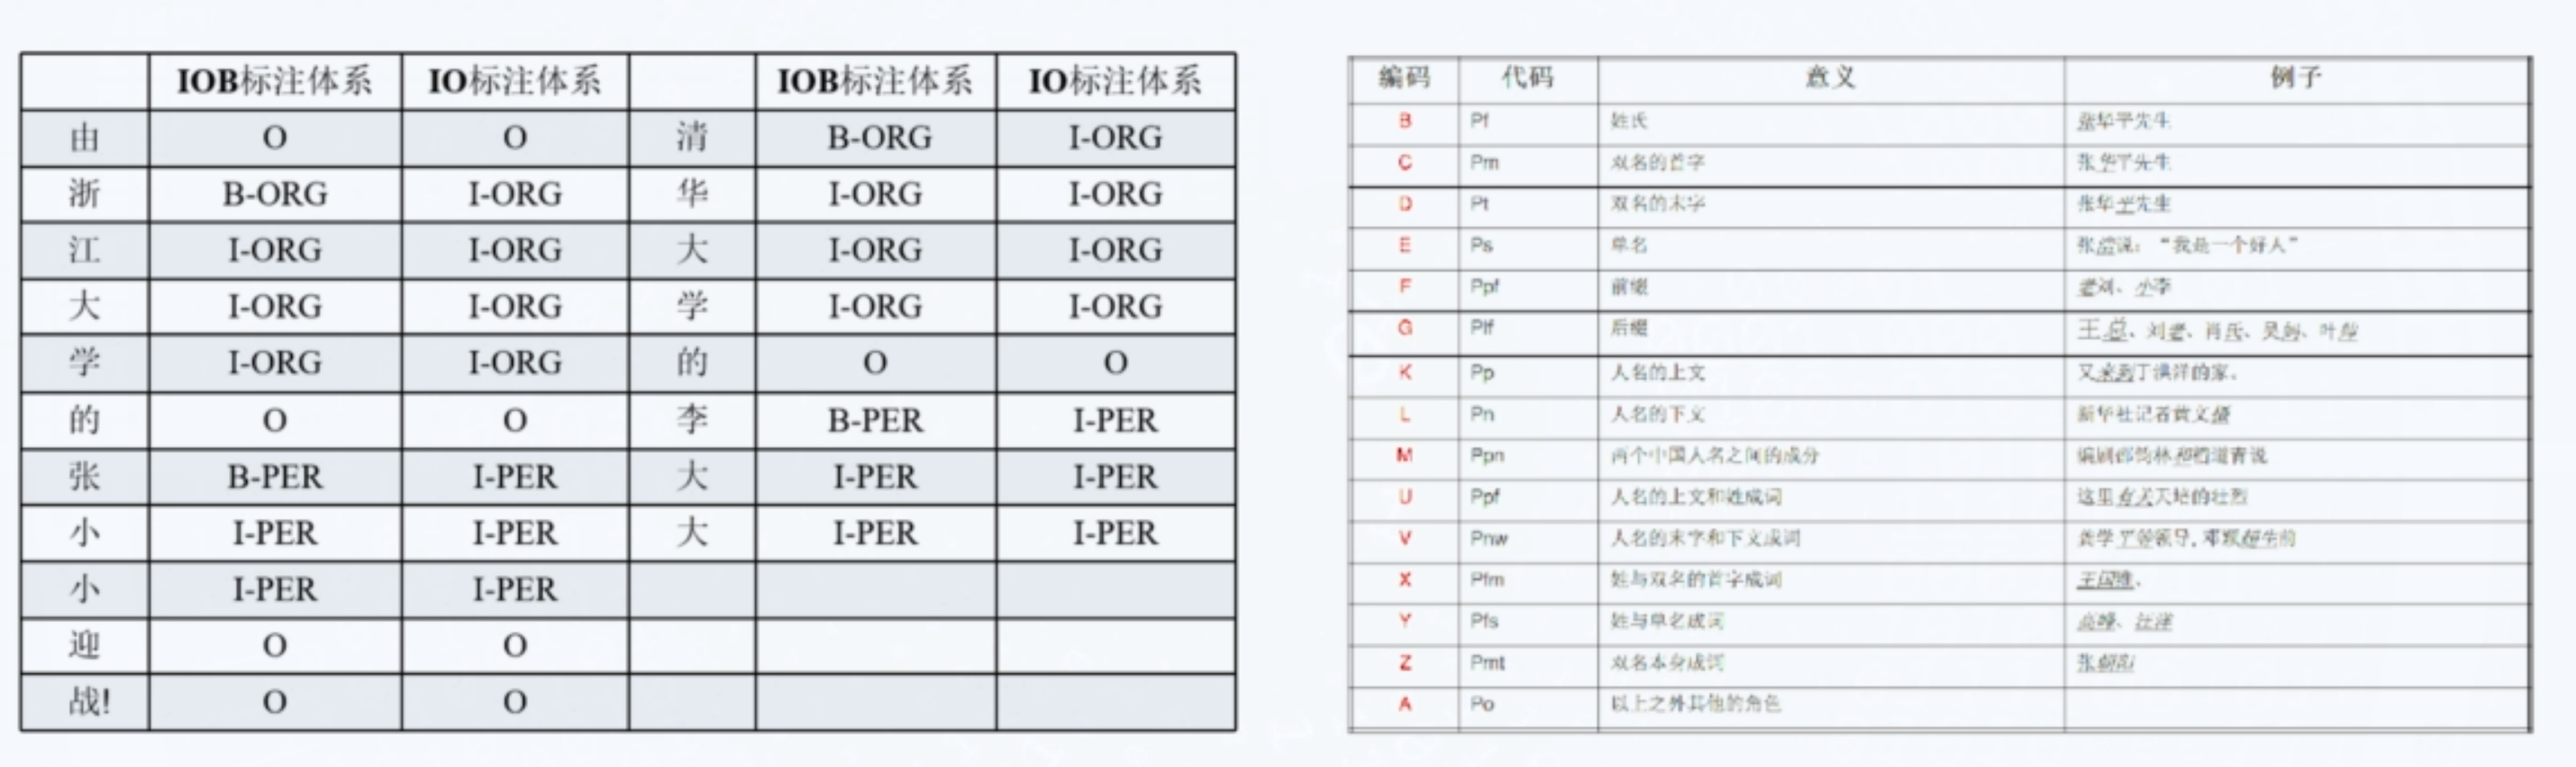 IOB标注体系 IO标注体系 IOB标注体系 IO标注体系
由 O O 清 B-ORG I-ORG
浙 B-ORG I-ORG 华 I-ORG I-ORG
江 I-ORG I-ORG 大 I-ORG I-ORG
大 I-ORG I-ORG 学 I-ORG I-ORG
学 I-ORG I-ORG 的 O O
的 O O 李 B-PER I-PER
张 B-PER I-PER 大 I-PER I-PER
小 I-PER I-PER 大 I-PER I-PER
小 I-PER I-PER
迎 O O
战! O O
编码 代码 意义 例子
B Pf 姓氏 张华平先生
C Pm 双名的首字 张华平先生
D Pt 双名的末字 张华平先生
E Ps 单名 张浩说:“我是一个好人”
F Ppf 前缀 老刘、小李
G Plf 后缀 王总、刘老、肖氏、吴妈、叶帅
K Pp 人名的上文 又来到于洪洋的家。
L Pn 人名的下文 新华社记者黄文摄
M Ppn 两个中国人名之间的成分 编剧邵钧林和稽道青说
U Ppf 人名的上文和姓成词 这里有关天培的壮烈
V Pnw 人名的末字和下文成词 龚学平等领导, 邓颖超生前
X Pfm 姓与双名的首字成词 王国维、
Y Pfs 姓与单名成词 高峰、汪洋
Z Pmt 双名本身成词 张朝阳
A Po 以上之外其他的角色